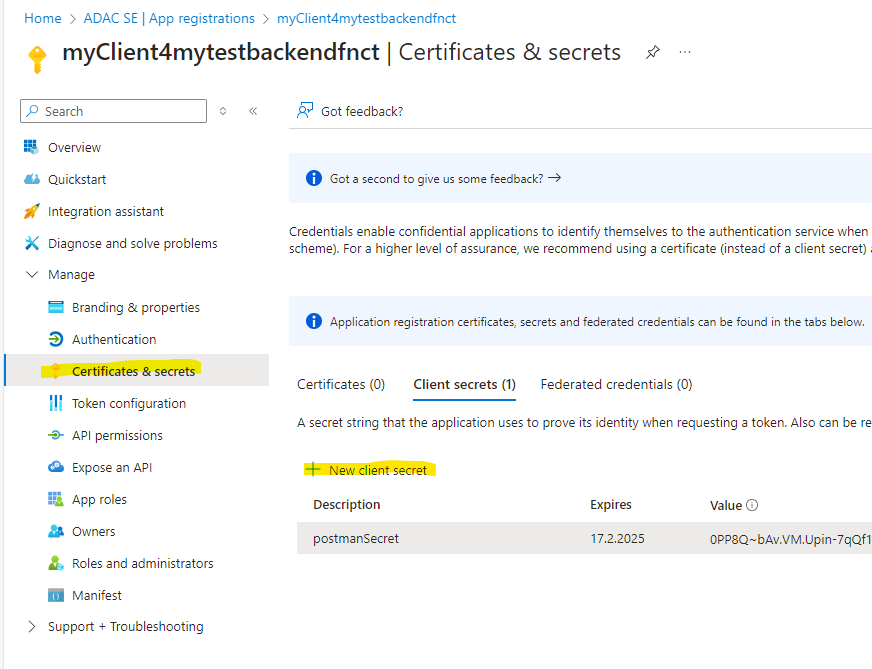 Home > ADAC SE | App registrations > myClient4mytestbackendfnct
myClient4mytestbackendfnct | Certificates & secrets
Search
Got feedback?
Overview
Quickstart
Integration assistant
Diagnose and solve problems
Manage
Branding & properties
Authentication
Certificates & secrets
Token configuration
API permissions
Expose an API
App roles
Owners
Roles and administrators
Manifest
Support + Troubleshooting
Got a second to give us some feedback?
Credentials enable confidential applications to identify themselves to the authentication service when
scheme). For a higher level of assurance, we recommend using a certificate (instead of a client secret)
Application registration certificates, secrets and federated credentials can be found in the tabs below.
Certificates (0) Client secrets (1) Federated credentials (0)
A secret string that the application uses to prove its identity when requesting a token. Also can be re
New client secret
Description Expires Value
postmanSecret 17.2.2025 0PP8Q~bAv.VM.Upin-7qQf1